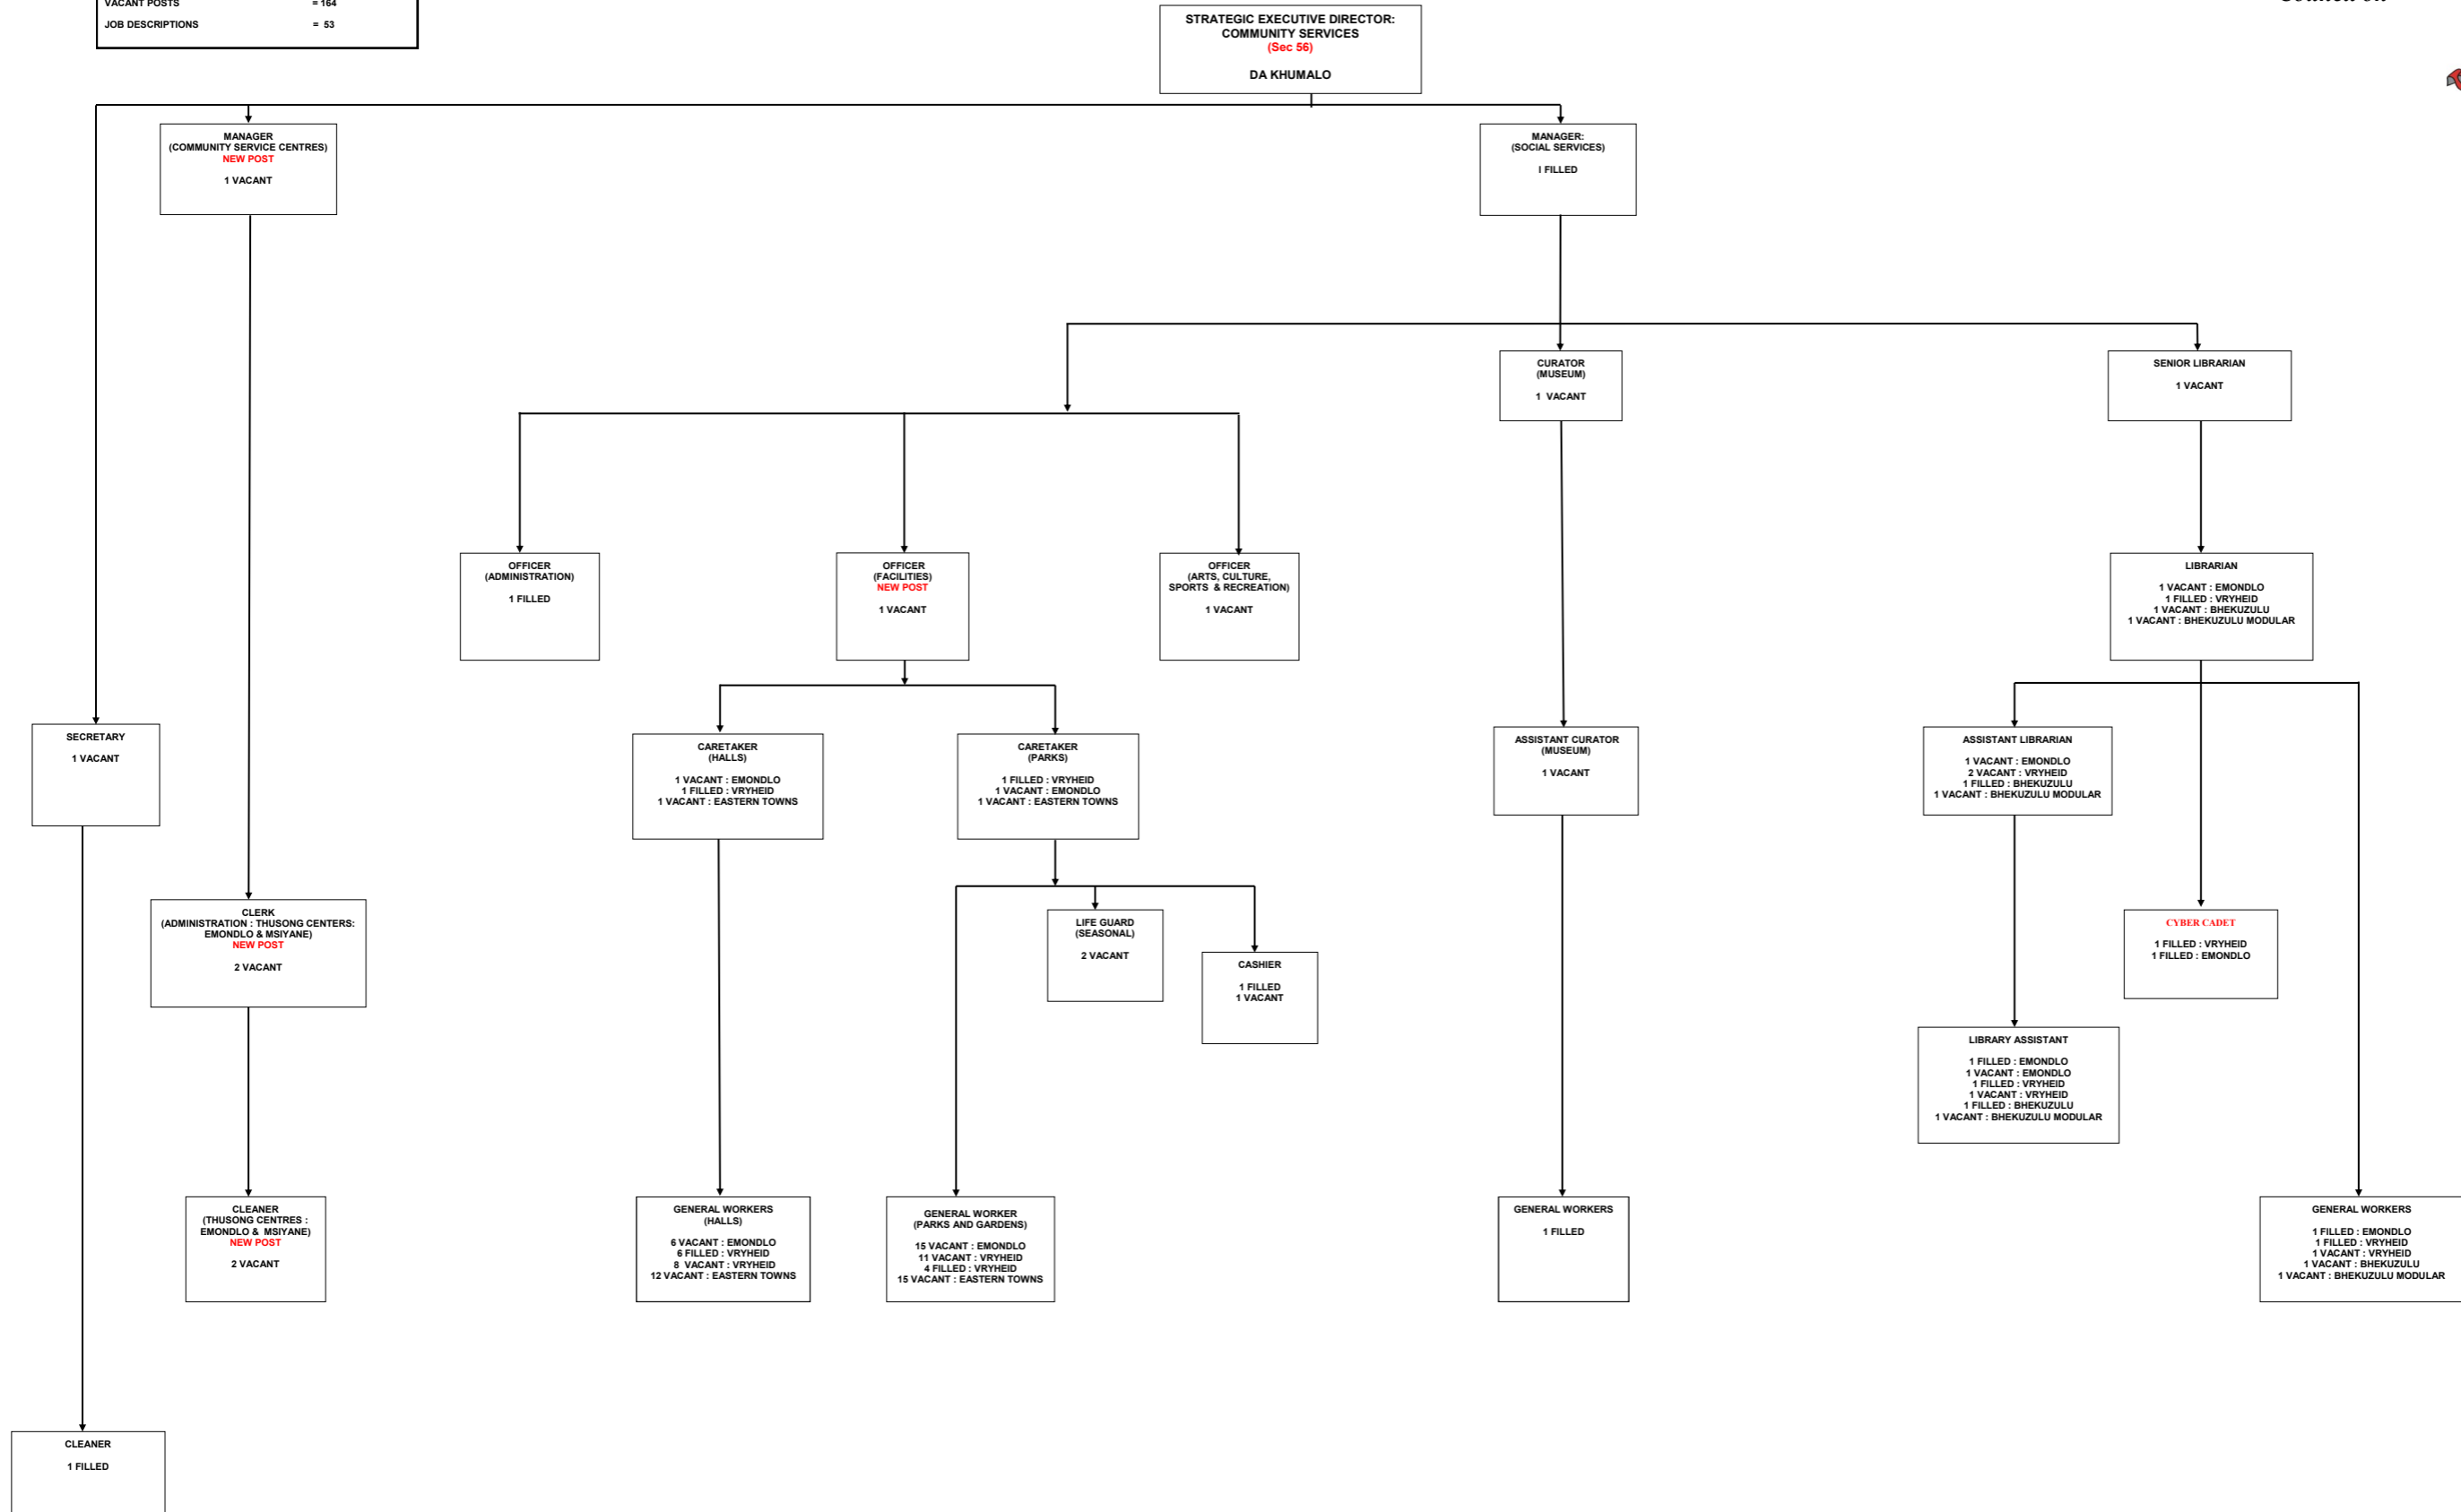 VACANT POSTS = 164
JOB DESCRIPTIONS = 53
STRATEGIC EXECUTIVE DIRECTOR:
COMMUNITY SERVICES
(Sec 56)
DA KHUMALO
MANAGER
(COMMUNITY SERVICE CENTRES)
NEW POST
1 VACANT
MANAGER:
(SOCIAL SERVICES)
I FILLED
CURATOR
(MUSEUM)
1 VACANT
SENIOR LIBRARIAN
1 VACANT
OFFICER
(ADMINISTRATION)
1 FILLED
OFFICER
(FACILITIES)
NEW POST
1 VACANT
OFFICER
(ARTS, CULTURE,
SPORTS & RECREATION)
1 VACANT
LIBRARIAN
1 VACANT : EMONDLO
1 FILLED : VRYHEID
1 VACANT : BHEKUZULU
1 VACANT : BHEKUZULU MODULAR
SECRETARY
1 VACANT
CARETAKER
(HALLS)
1 VACANT : EMONDLO
1 FILLED : VRYHEID
1 VACANT : EASTERN TOWNS
CARETAKER
(PARKS)
1 FILLED : VRYHEID
1 VACANT : EMONDLO
1 VACANT : EASTERN TOWNS
ASSISTANT CURATOR
(MUSEUM)
1 VACANT
ASSISTANT LIBRARIAN
1 VACANT : EMONDLO
2 VACANT : VRYHEID
1 FILLED : BHEKUZULU
1 VACANT : BHEKUZULU MODULAR
CLERK
(ADMINISTRATION : THUSONG CENTERS:
EMONDLO & MSIYANE)
NEW POST
2 VACANT
LIFE GUARD
(SEASONAL)
2 VACANT
CASHIER
1 FILLED
1 VACANT
CYBER CADET
1 FILLED : VRYHEID
1 FILLED : EMONDLO
LIBRARY ASSISTANT
1 FILLED : EMONDLO
1 VACANT : EMONDLO
1 FILLED : VRYHEID
1 VACANT : VRYHEID
1 FILLED : BHEKUZULU
1 VACANT : BHEKUZULU MODULAR
CLEANER
(THUSONG CENTRES :
EMONDLO & MSIYANE)
NEW POST
2 VACANT
GENERAL WORKERS
(HALLS)
6 VACANT : EMONDLO
6 FILLED : VRYHEID
8 VACANT : VRYHEID
12 VACANT : EASTERN TOWNS
GENERAL WORKER
(PARKS AND GARDENS)
15 VACANT : EMONDLO
11 VACANT : VRYHEID
4 FILLED : VRYHEID
15 VACANT : EASTERN TOWNS
GENERAL WORKERS
1 FILLED
GENERAL WORKERS
1 FILLED : EMONDLO
1 FILLED : VRYHEID
1 VACANT : VRYHEID
1 VACANT : BHEKUZULU
1 VACANT : BHEKUZULU MODULAR
CLEANER
1 FILLED